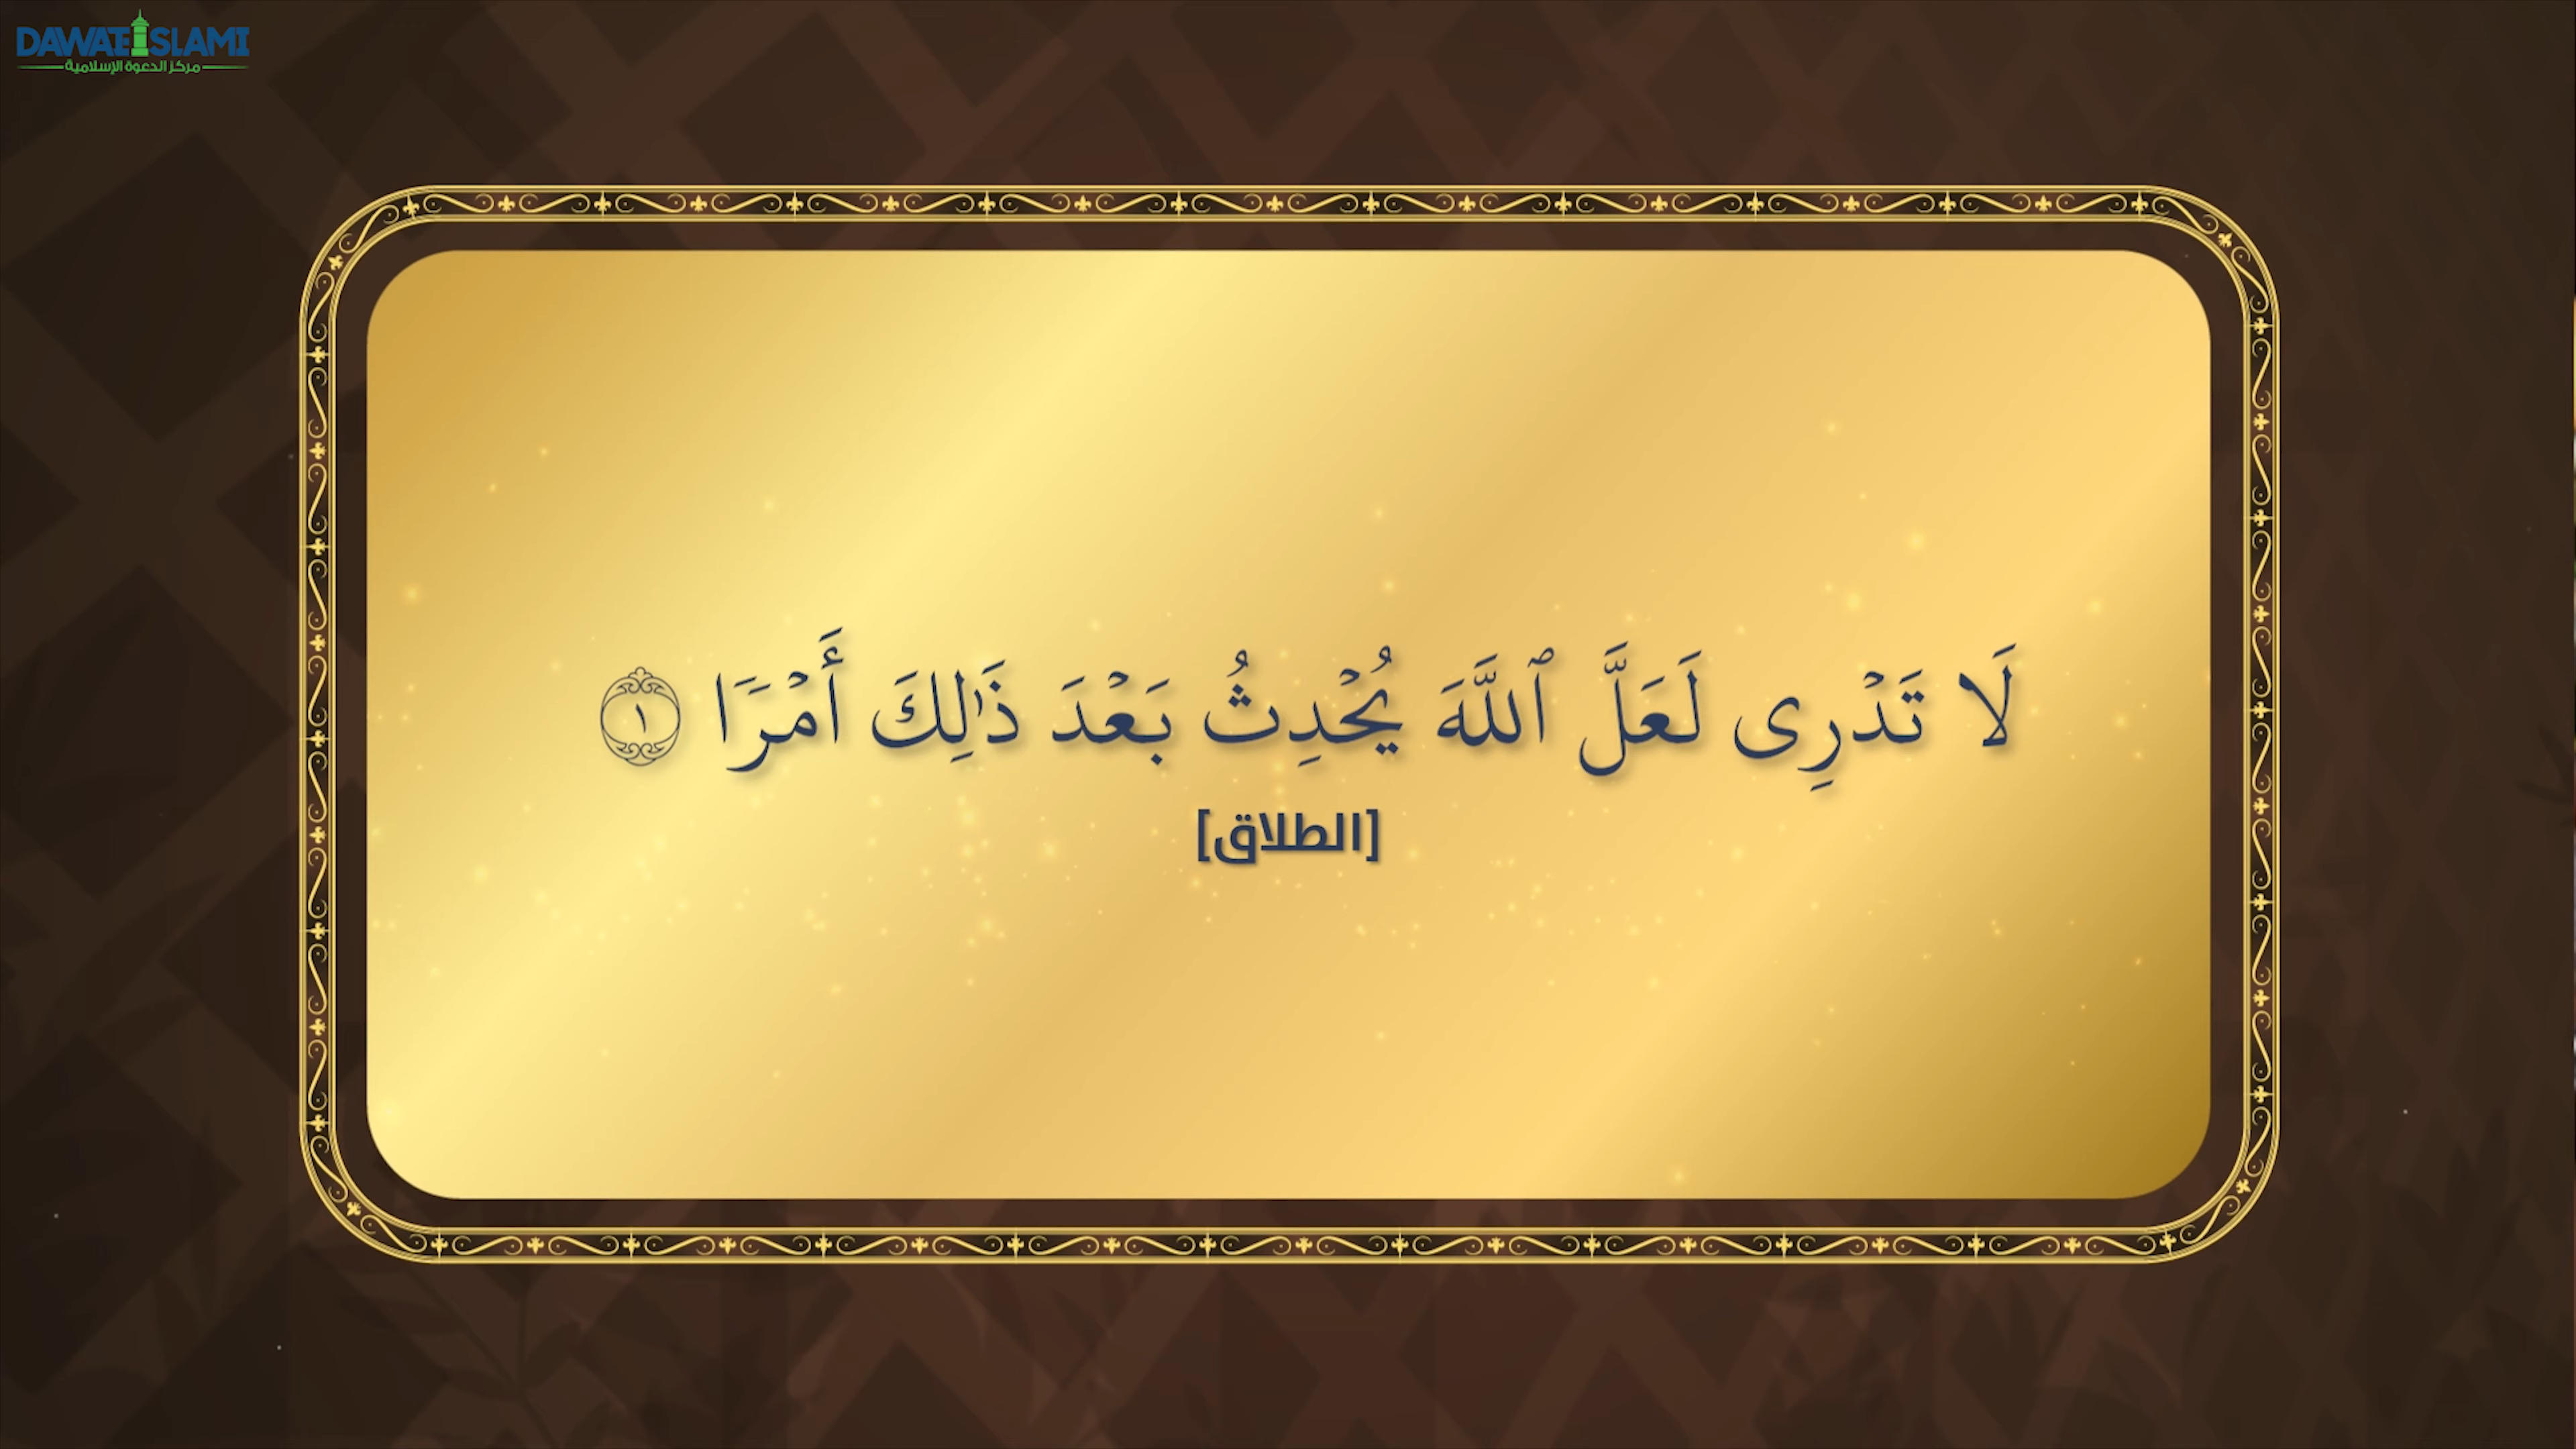 DAWATEISLAMI
مركز الدعوة الإسلامية
لَا تَدۡرِى لَعَلَّ ٱللَّهَ يُحۡدِثُ بَعۡدَ ذَٰلِكَ أَمۡرَٗا ١
[الطلاق]